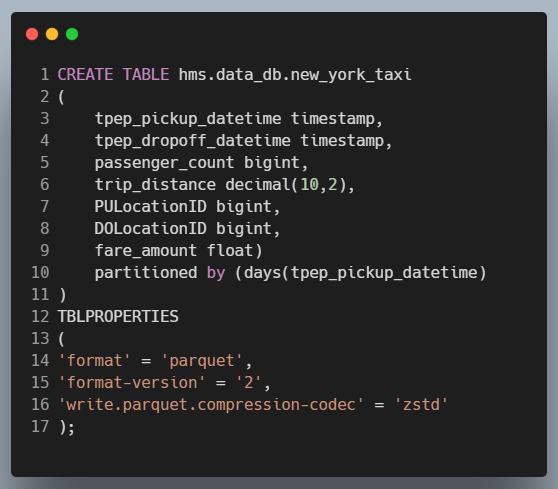 1 CREATE TABLE hms.data_db.new_york_taxi
2 (
3     tpep_pickup_datetime timestamp,
4     tpep_dropoff_datetime timestamp,
5     passenger_count bigint,
6     trip_distance decimal(10,2),
7     PULocationID bigint,
8     DOLocationID bigint,
9     fare_amount float)
10     partitioned by (days(tpep_pickup_datetime)
11 )
12 TBLPROPERTIES
13 (
14 'format' = 'parquet',
15 'format-version' = '2',
16 'write.parquet.compression-codec' = 'zstd'
17 );